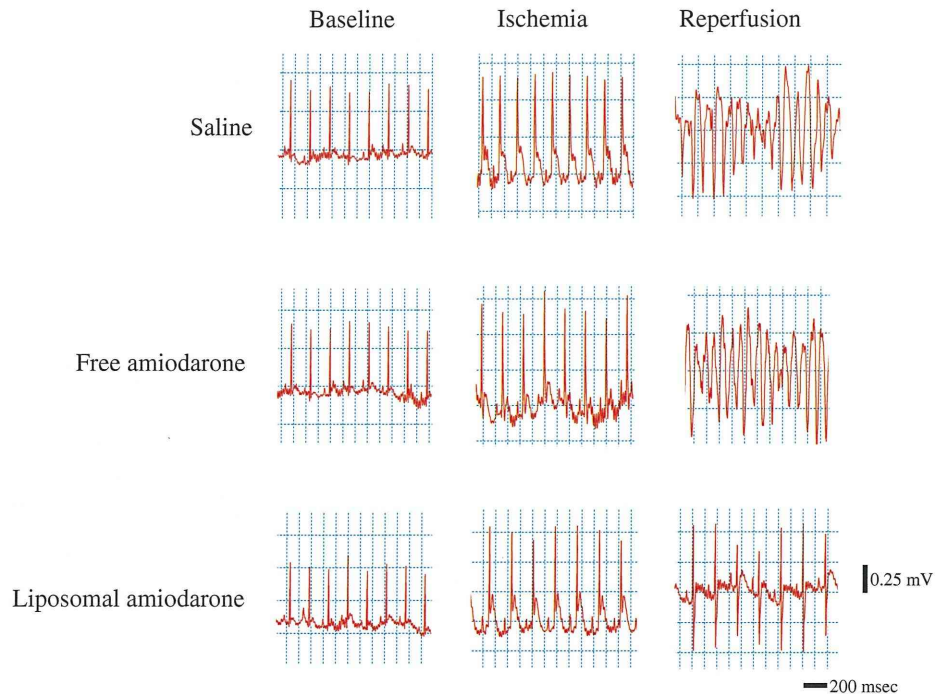 Baseline Ischemia Reperfusion
Saline
Free amiodarone
Liposomal amiodarone
0.25 mV
200 msec